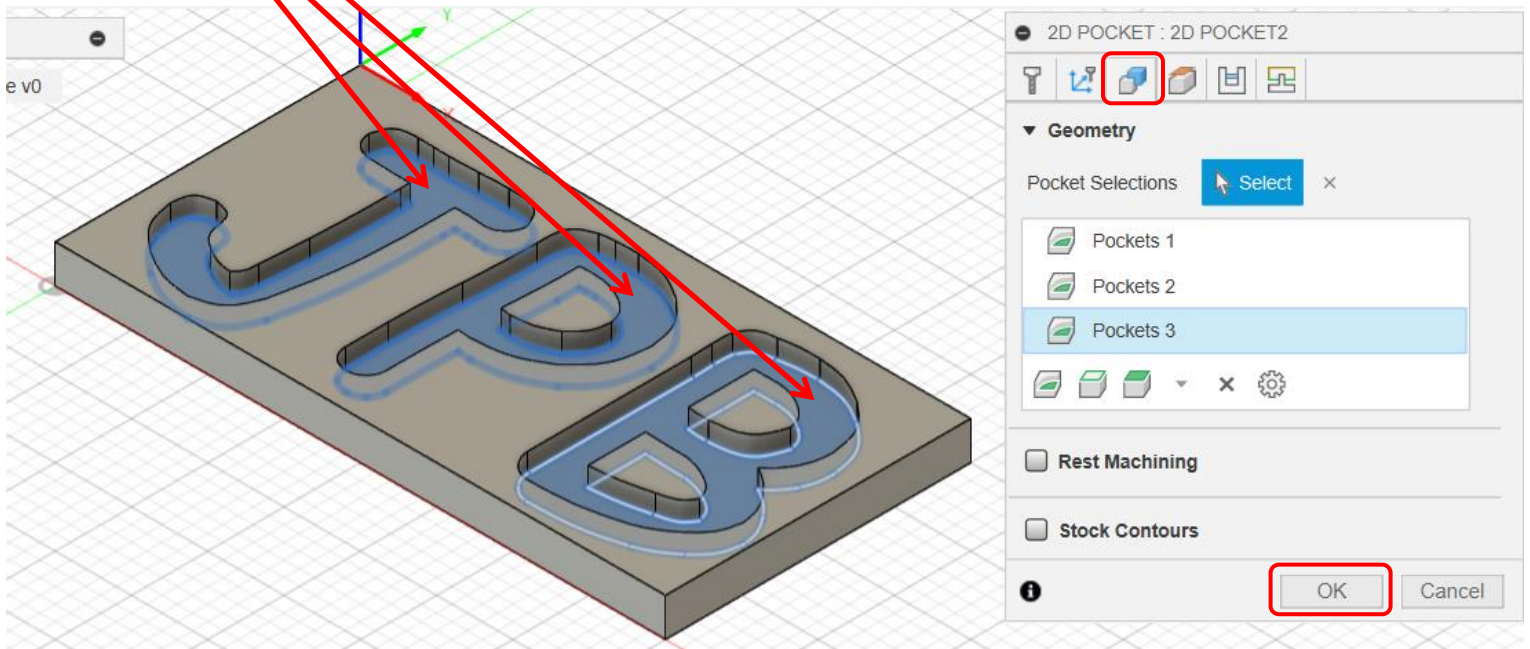 Y
2D POCKET : 2D POCKET2
e v0
X
Geometry
Pocket Selections Select ×
Pockets 1
Pockets 2
Pockets 3
Rest Machining
Stock Contours
OK Cancel
JPB